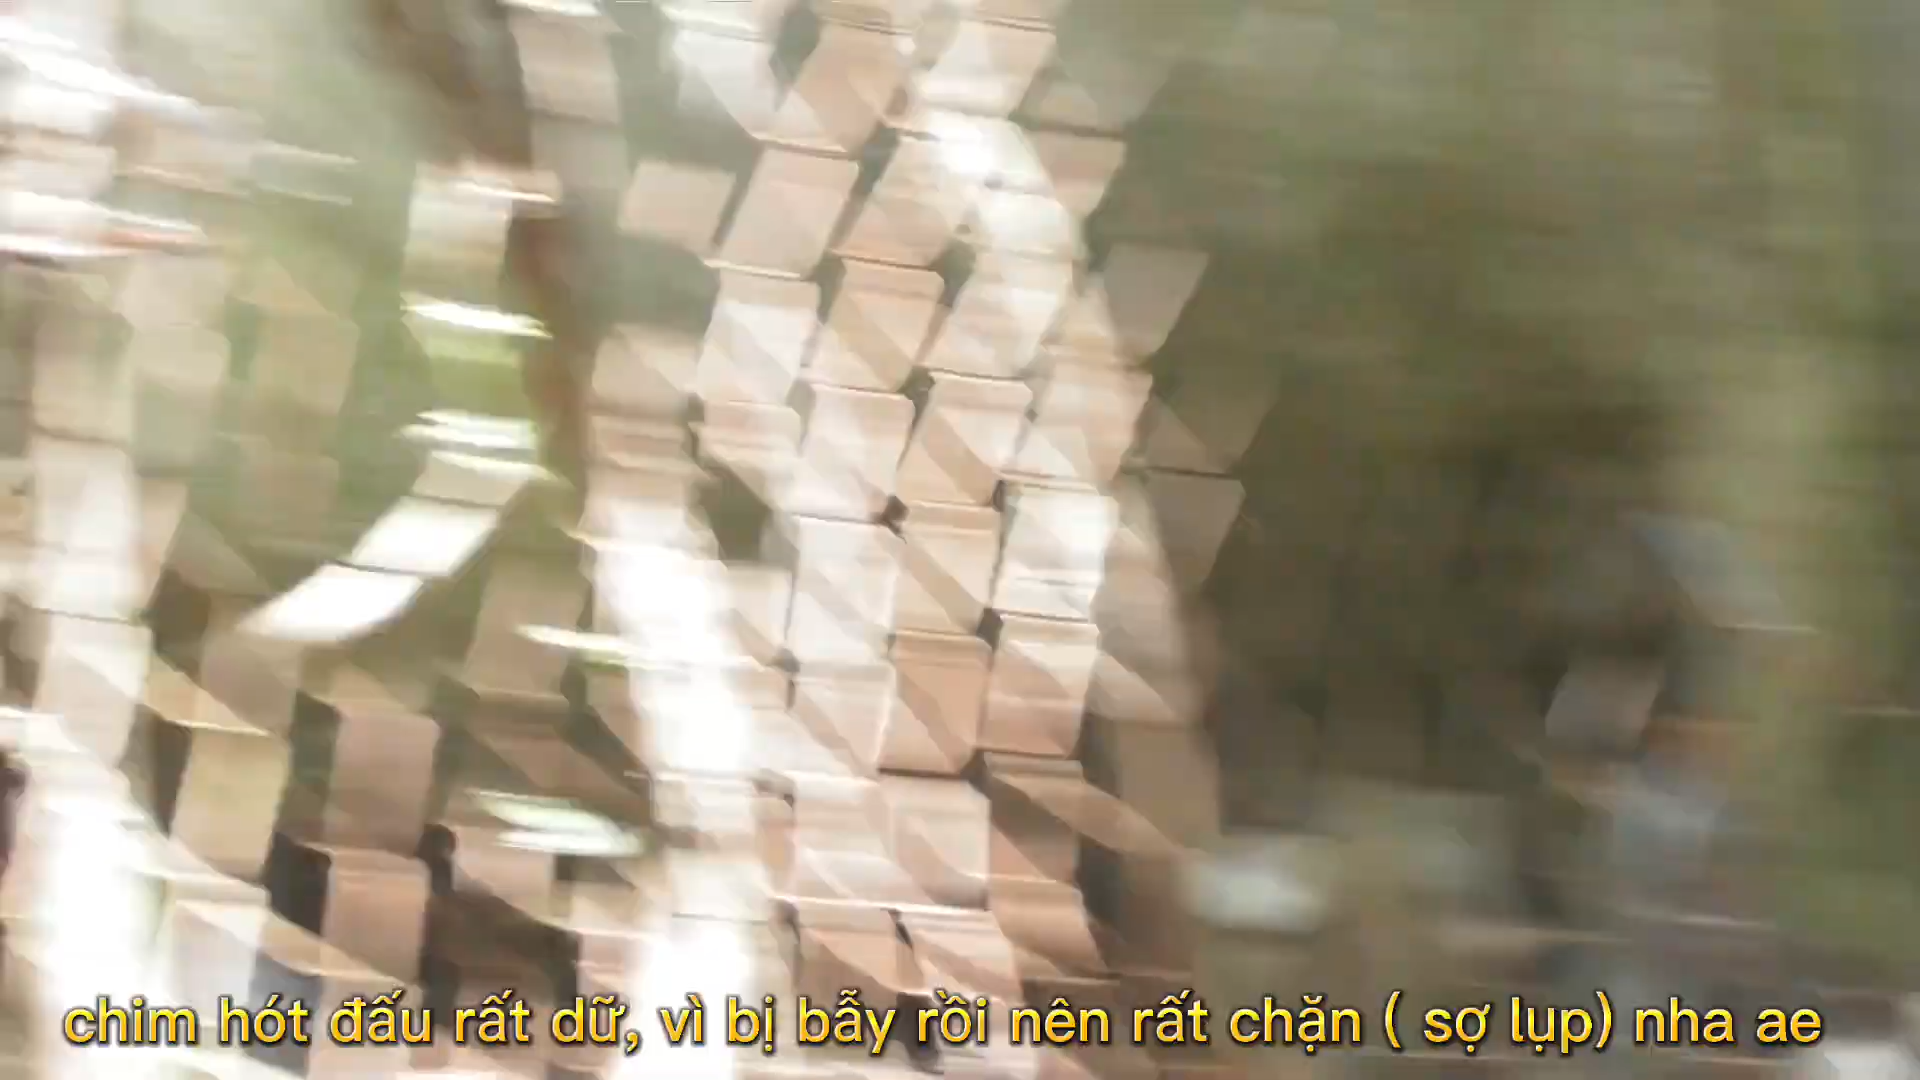 chim hót đấu rất dữ, vì bị bẫy rồi nên rất chặn ( sợ lụp) nha ae